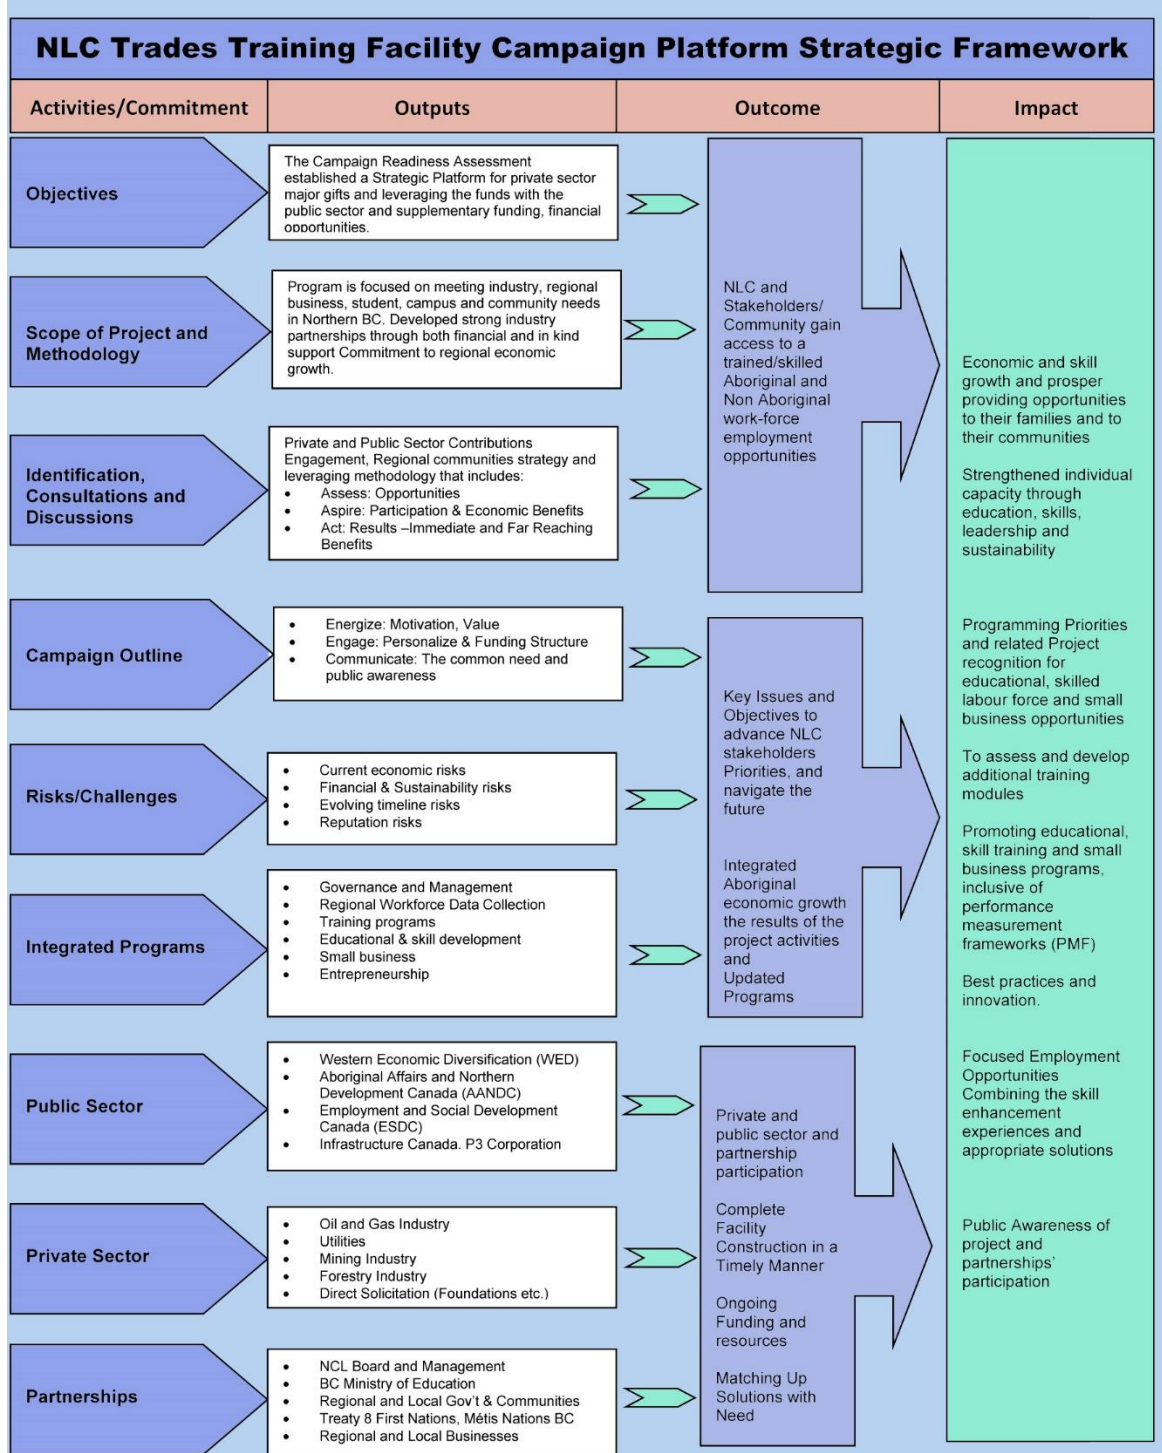 NLC Trades Training Facility Campaign Platform Strategic Framework
Activities/Commitment
Outputs
Outcome
Impact
Objectives
The Campaign Readiness Assessment
established a Strategic Platform for private sector
major gifts and leveraging the funds with the
public sector and supplementary funding, financial
opportunities.
Scope of Project and
Methodology
Program is focused on meeting industry, regional
business, student, campus and community needs
in Northern BC. Developed strong industry
partnerships through both financial and in kind
support Commitment to regional economic
growth.
Identification,
Consultations and
Discussions
Private and Public Sector Contributions
Engagement, Regional communities strategy and
leveraging methodology that includes:
• Assess: Opportunities
• Aspire: Participation & Economic Benefits
• Act: Results –Immediate and Far Reaching
Benefits
NLC and
Stakeholders/
Community gain
access to a
trained/skilled
Aboriginal and
Non Aboriginal
work-force
employment
opportunities
Campaign Outline
• Energize: Motivation, Value
• Engage: Personalize & Funding Structure
• Communicate: The common need and
public awareness
Risks/Challenges
• Current economic risks
• Financial & Sustainability risks
• Evolving timeline risks
• Reputation risks
Integrated Programs
• Governance and Management
• Regional Workforce Data Collection
• Training programs
• Educational & skill development
• Small business
• Entrepreneurship
Key Issues and
Objectives to
advance NLC
stakeholders
Priorities, and
navigate the
future
Integrated
Aboriginal
economic growth
the results of the
project activities
and
Updated
Programs
Public Sector
• Western Economic Diversification (WED)
• Aboriginal Affairs and Northern
Development Canada (AANDC)
• Employment and Social Development
Canada (ESDC)
• Infrastructure Canada. P3 Corporation
Private Sector
• Oil and Gas Industry
• Utilities
• Mining Industry
• Forestry Industry
• Direct Solicitation (Foundations etc.)
Partnerships
• NCL Board and Management
• BC Ministry of Education
• Regional and Local Gov't & Communities
• Treaty 8 First Nations, Métis Nations BC
• Regional and Local Businesses
Private and
public sector and
partnership
participation
Complete
Facility
Construction in a
Timely Manner
Ongoing
Funding and
resources
Matching Up
Solutions with
Need
Economic and skill
growth and prosper
providing opportunities
to their families and to
their communities
Strengthened individual
capacity through
education, skills,
leadership and
sustainability
Programming Priorities
and related Project
recognition for
educational, skilled
labour force and small
business opportunities
To assess and develop
additional training
modules
Promoting educational,
skill training and small
business programs,
inclusive of
performance
measurement
frameworks (PMF)
Best practices and
innovation.
Focused Employment
Opportunities
Combining the skill
enhancement
experiences and
appropriate solutions
Public Awareness of
project and
partnerships'
participation